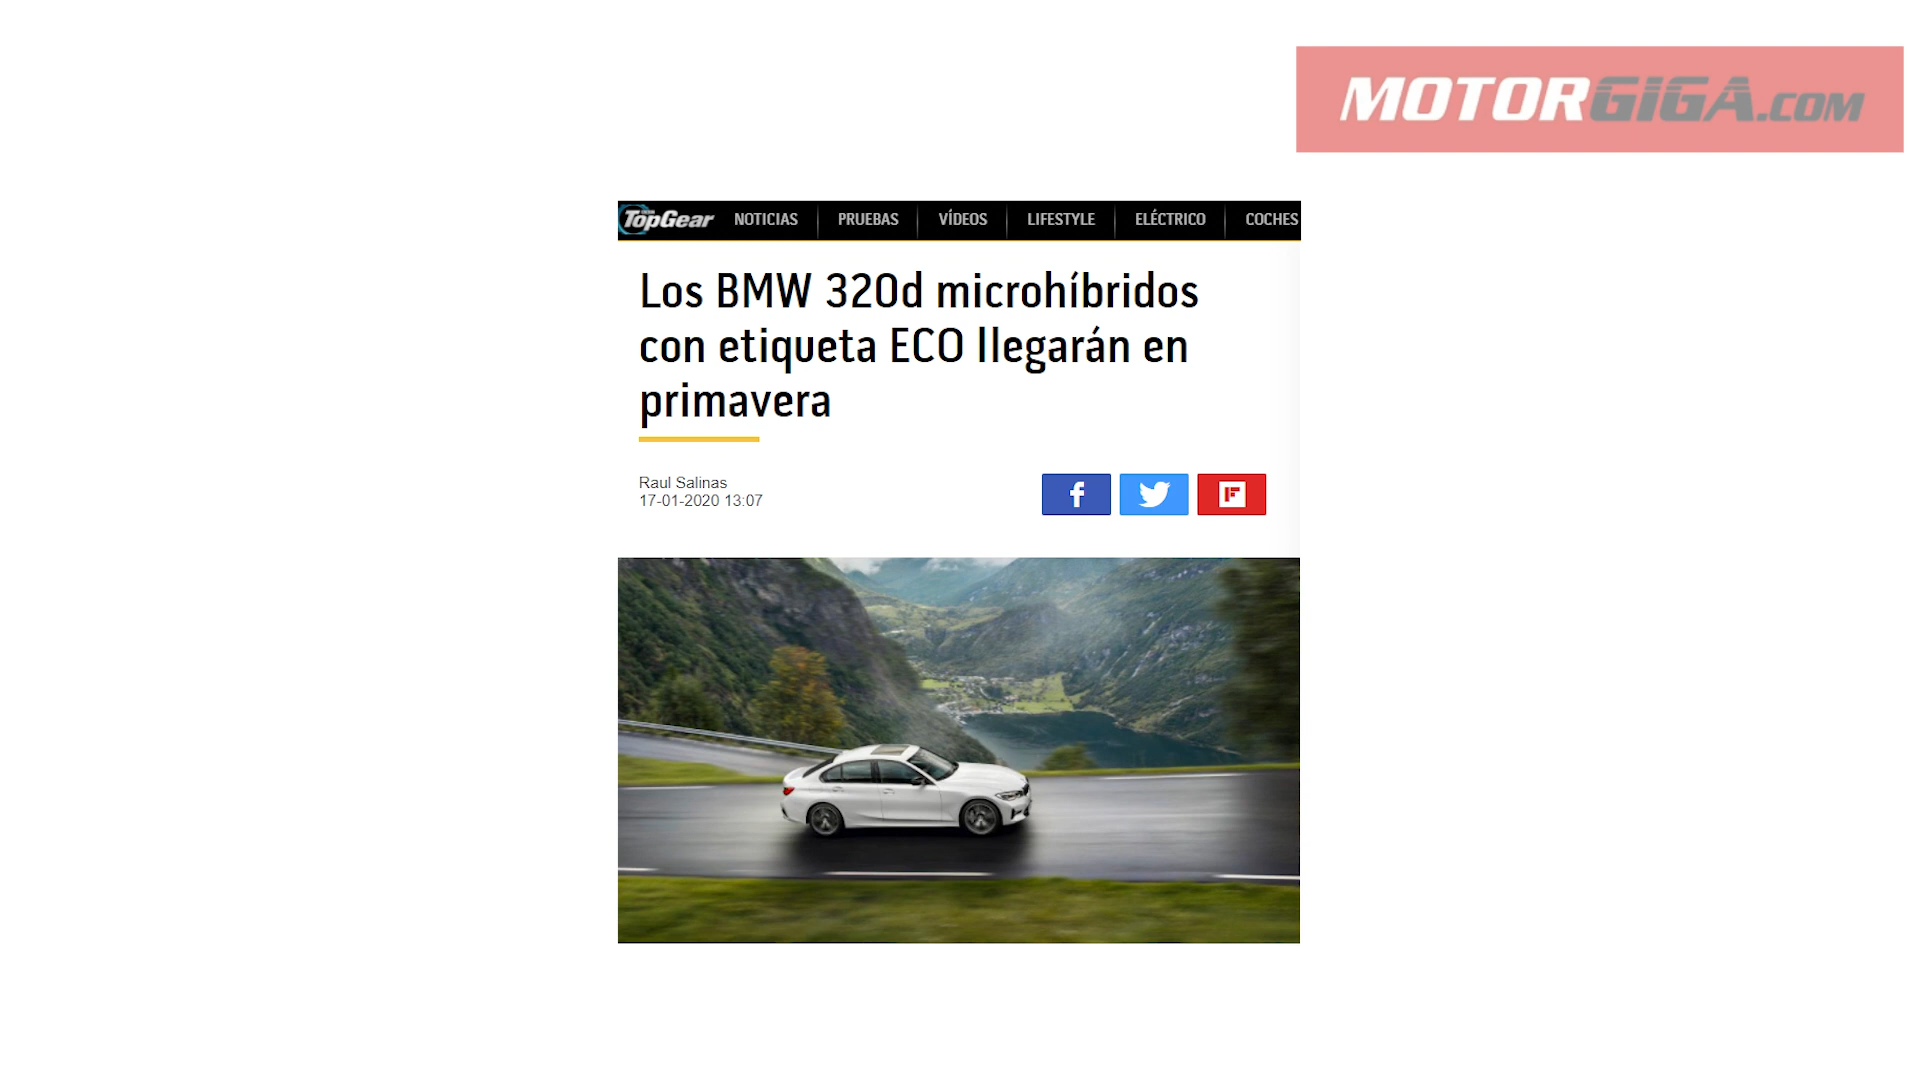 MOTORGIGA.COM
TopGear NOTICIAS PRUEBAS VÍDEOS LIFESTYLE ELÉCTRICO COCHES
Los BMW 320d microhíbridos
con etiqueta ECO llegarán en
primavera
Raul Salinas
17-01-2020 13:07